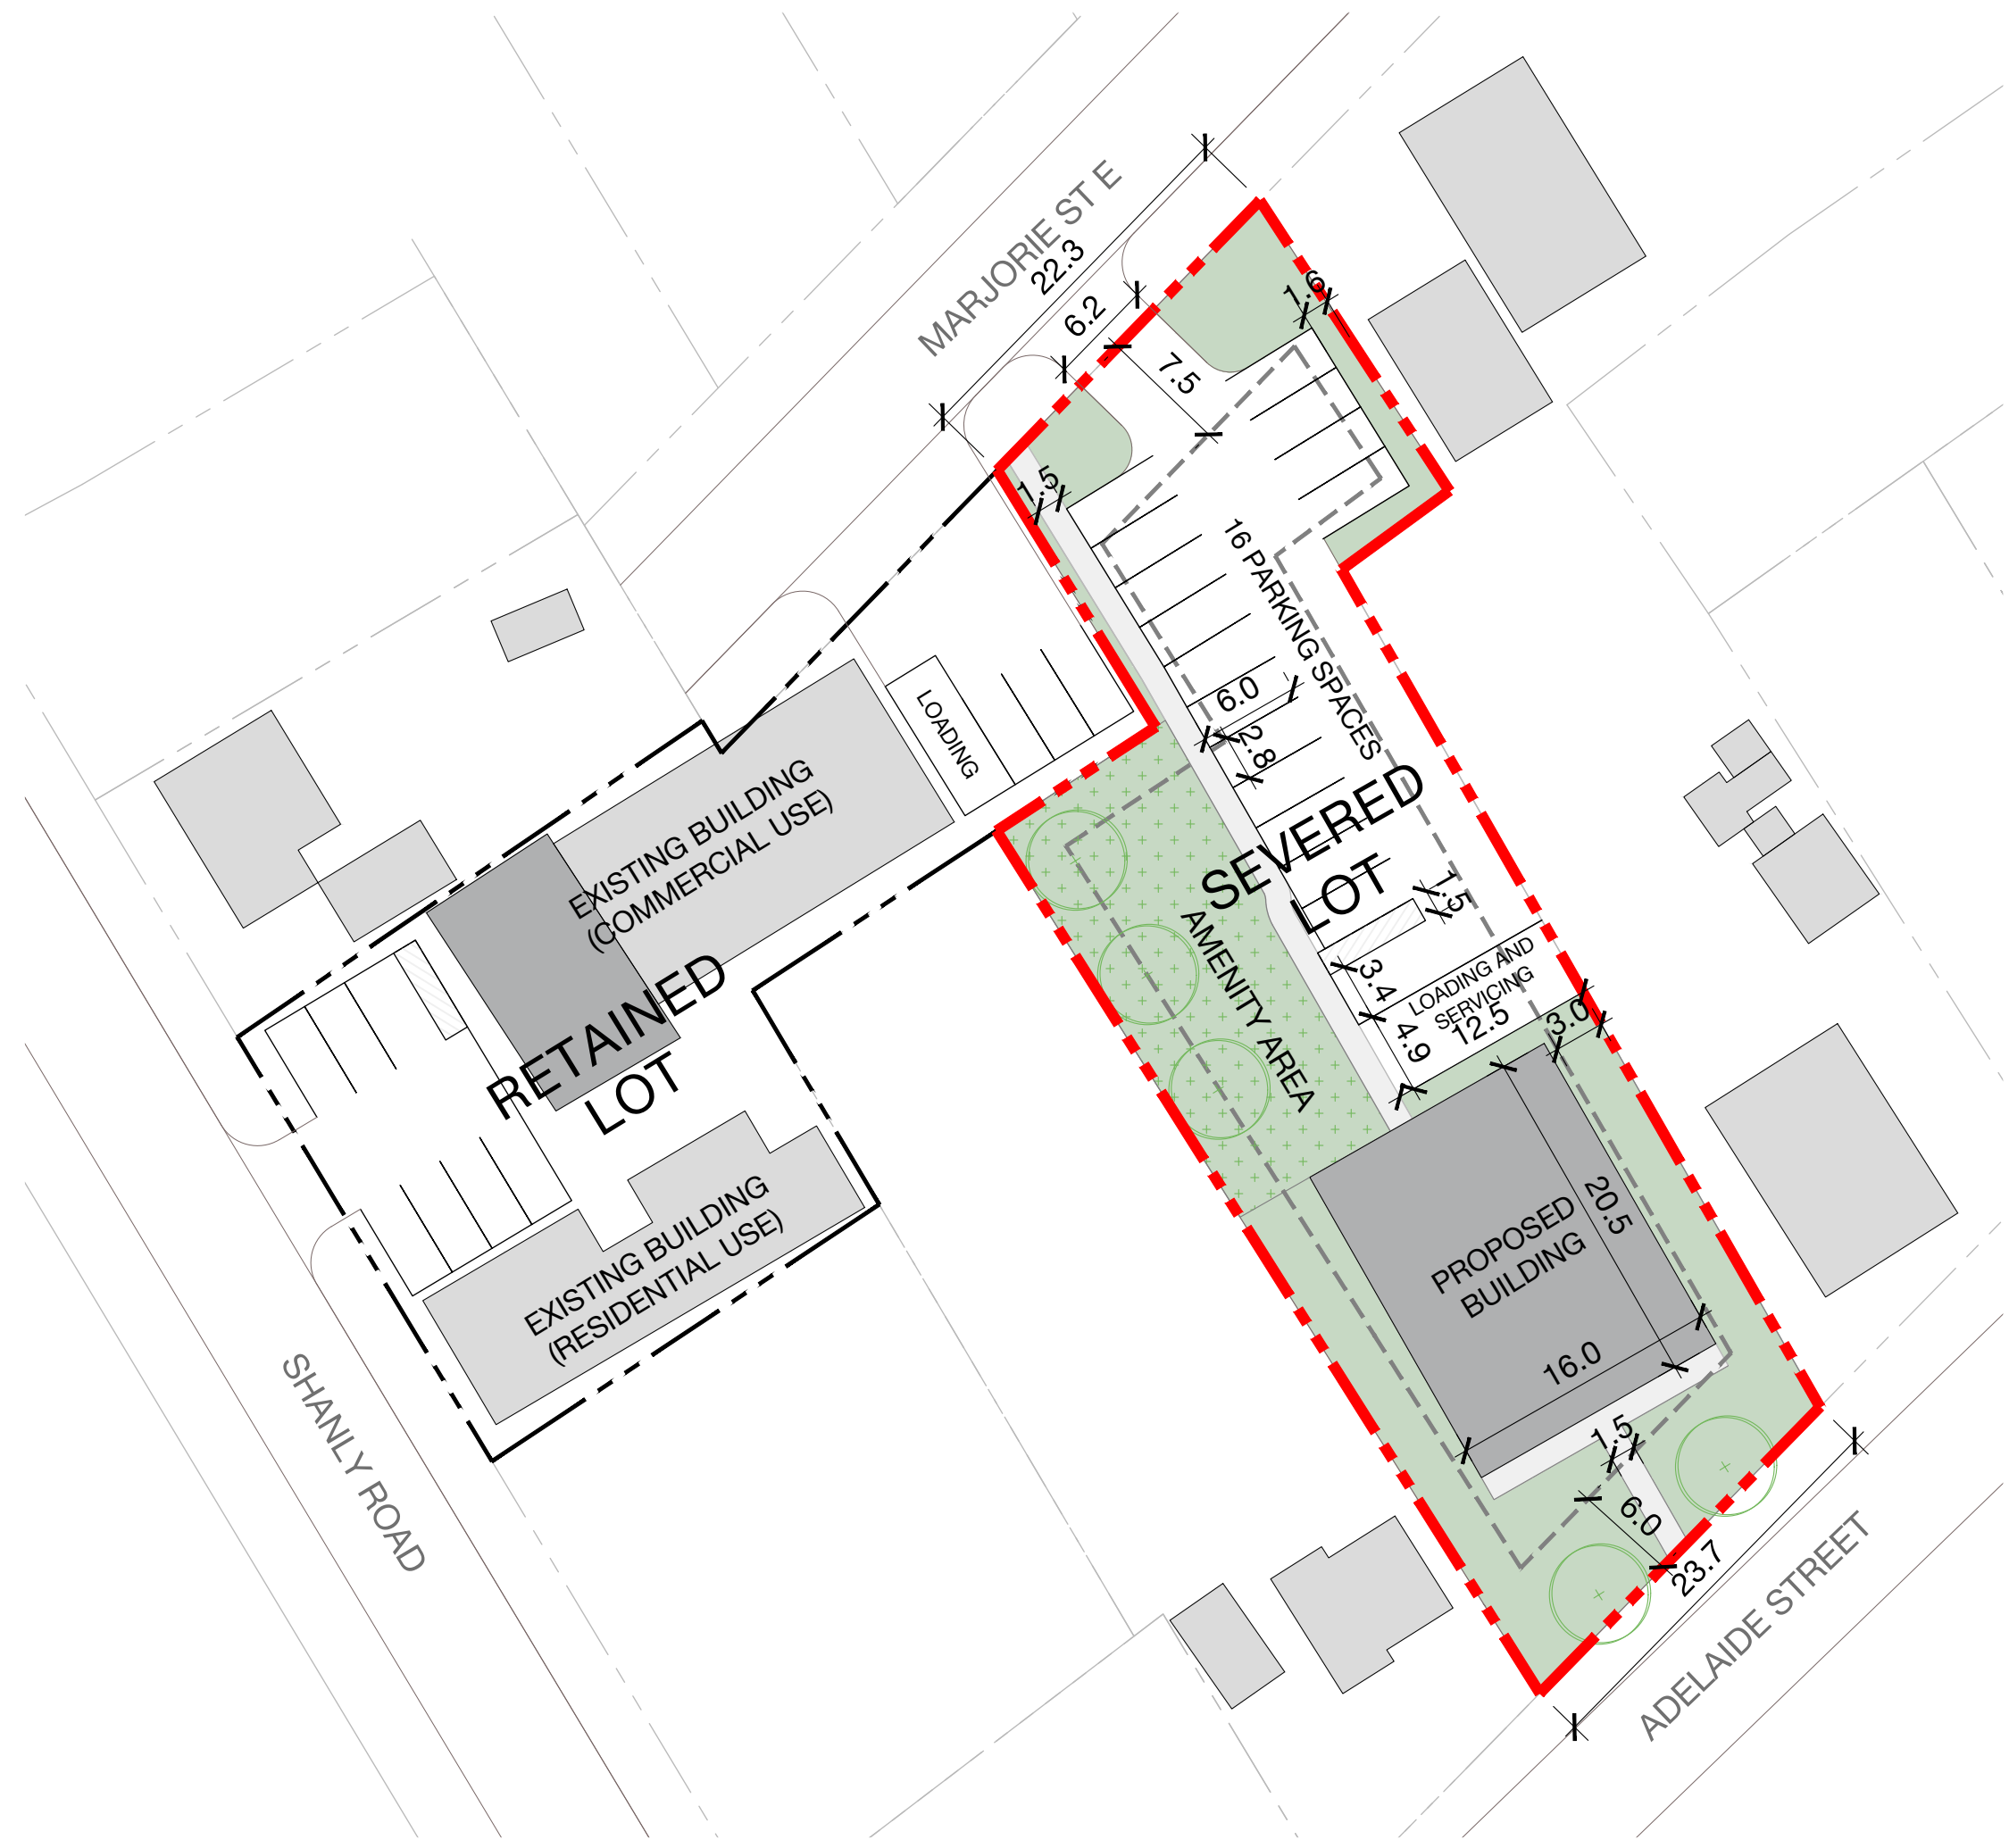 MARJORIE ST E
22.3
6.2
7.5
1.6
1.5
16 PARKING SPACES
6.0
2.8
LOADING
EXISTING BUILDING
(COMMERCIAL USE)
SEVERED
LOT
AMENITY AREA
1.5
3.4
LOADING AND
SERVICING
12.5
4.9
3.0
RETAINED
LOT
EXISTING BUILDING
(RESIDENTIAL USE)
PROPOSED
BUILDING
20.5
16.0
1.5
6.0
23.7
SHANLY ROAD
ADELAIDE STREET